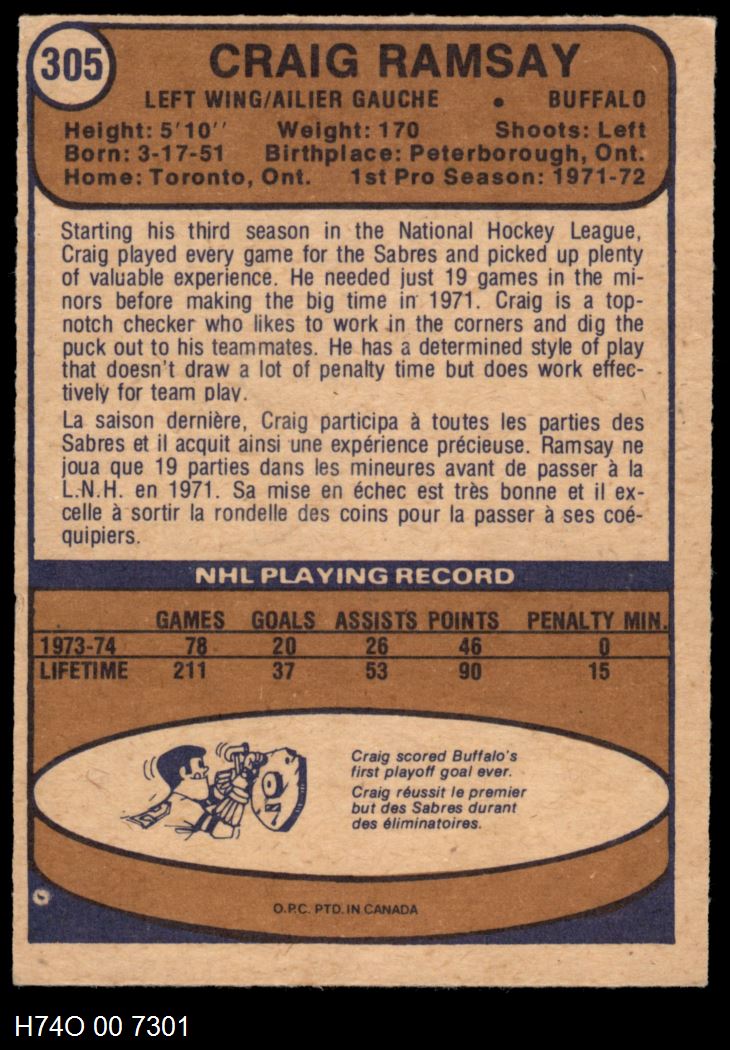 305
CRAIG RAMSAY
LEFT WING/AILIER GAUCHE • BUFFALO
Height: 5'10'' Weight: 170 Shoots: Left
Born: 3-17-51 Birthplace: Peterborough, Ont.
Home: Toronto, Ont. 1st Pro Season: 1971-72
Starting his third season in the National Hockey League,
Craig played every game for the Sabres and picked up plenty
of valuable experience. He needed just 19 games in the mi-
nors before making the big time in 1971. Craig is a top-
notch checker who likes to work in the corners and dig the
puck out to his teammates. He has a determined style of play
that doesn't draw a lot of penalty time but does work effec-
tively for team play.
La saison dernière, Craig participa à toutes les parties des
Sabres et il acquit ainsi une expérience précieuse. Ramsay ne
joua que 19 parties dans les mineures avant de passer à la
L.N.H. en 1971. Sa mise en échec est très bonne et il ex-
celle à sortir la rondelle des coins pour la passer à ses coé-
quipiers.
NHL PLAYING RECORD
GAMES GOALS ASSISTS POINTS PENALTY MIN.
1973-74 78 20 26 46 0
LIFETIME 211 37 53 90 15
Craig scored Buffalo's
first playoff goal ever.
Craig réussit le premier
but des Sabres durant
des éliminatoires.
O.P.C. PTD. IN CANADA
H74O 00 7301